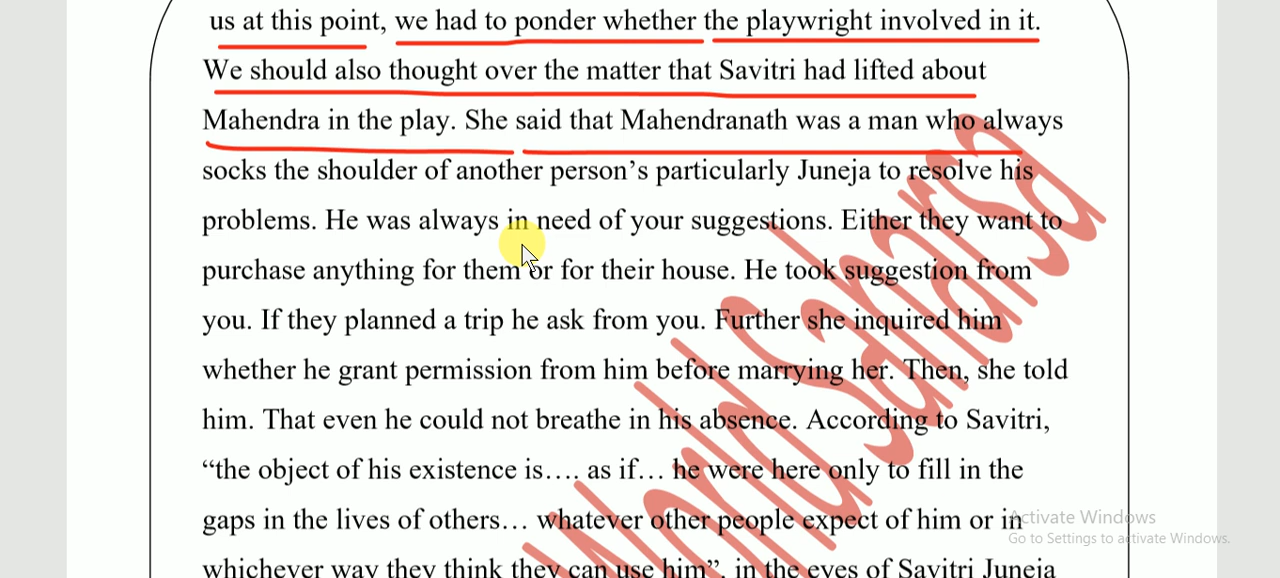 us at this point, we had to ponder whether the playwright involved in it.
We should also thought over the matter that Savitri had lifted about
Mahendra in the play. She said that Mahendranath was a man who always
socks the shoulder of another person’s particularly Juneja to resolve his
problems. He was always in need of your suggestions. Either they want to
purchase anything for them or for their house. He took suggestion from
you. If they planned a trip he ask from you. Further she inquired him
whether he grant permission from him before marrying her. Then, she told
him. That even he could not breathe in his absence. According to Savitri,
“the object of his existence is…. as if… he were here only to fill in the
gaps in the lives of others… whatever other people expect of him or in
whichever way they think they can use him”, in the eyes of Savitri Juneja
World Saharsa
Activate Windows
Go to Settings to activate Windows.